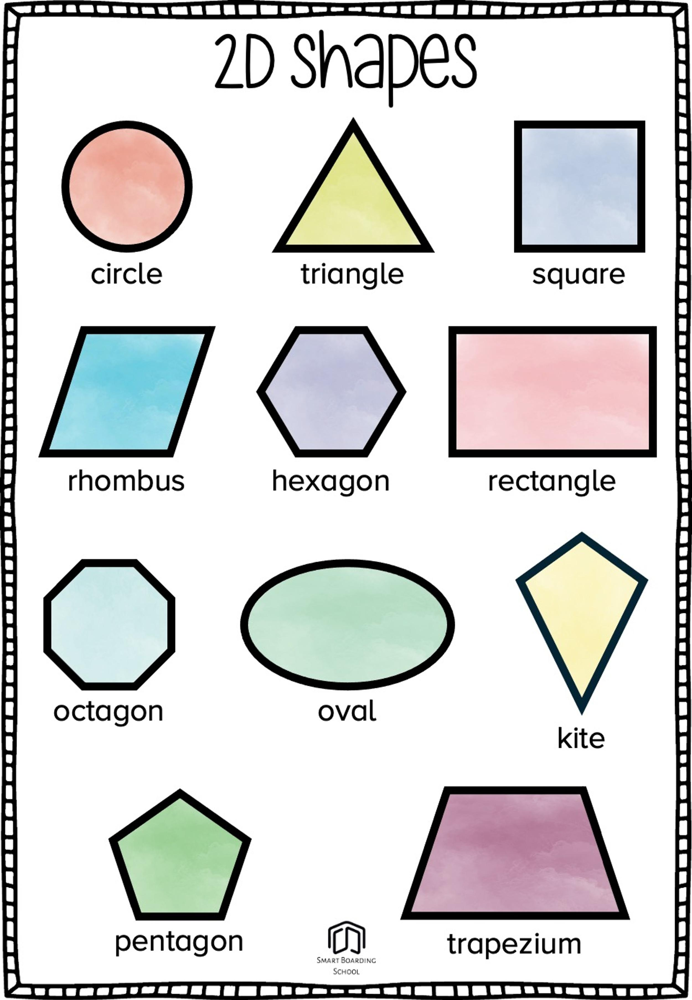 2D shapes
circle
triangle
square
rhombus
hexagon
rectangle
octagon
oval
kite
pentagon
trapezium
SMART BOARDING
SCHOOL